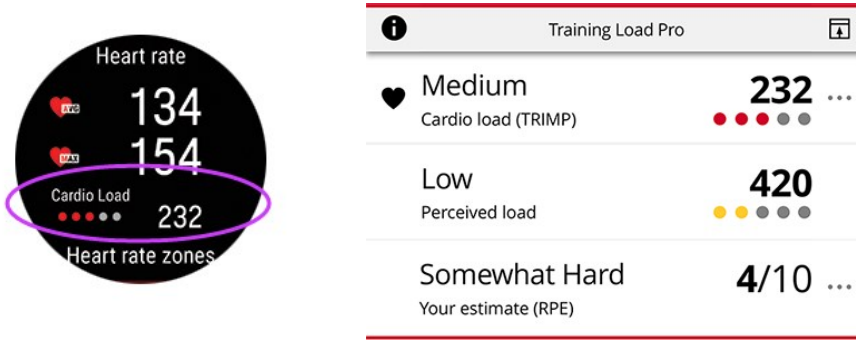 Heart rate
AVG 134
MAX 154
Cardio Load
232
Heart rate zones
Training Load Pro
Medium 232
Cardio load (TRIMP)
Low 420
Perceived load
Somewhat Hard 4/10
Your estimate (RPE)